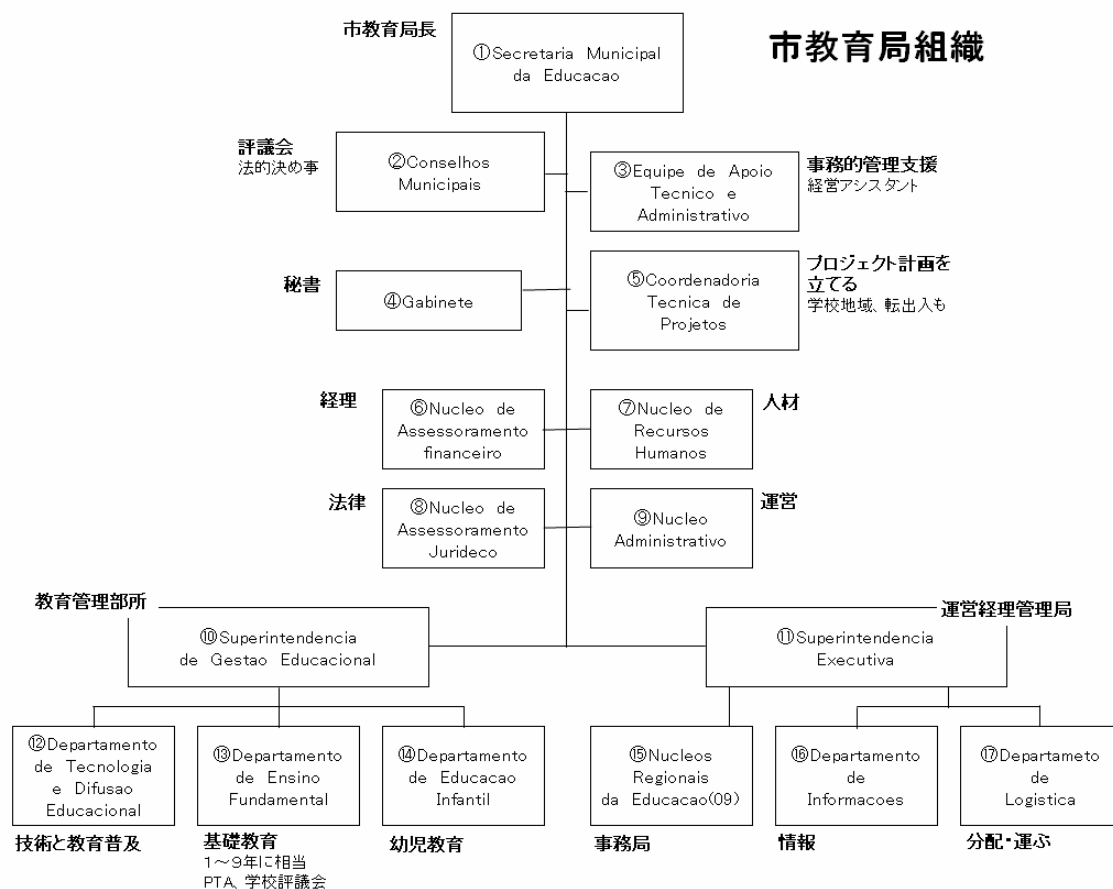 市教育局組織
市教育局長
①Secretaria Municipal
da Educacao
評議会
法的決め事
②Conselhos
Municipais
③Equipe de Apoio
Tecnico e
Administrativo
事務的管理支援
経営アシスタント
秘書
④Gabinete
⑤Coordenadoria
Tecnica de
Projetos
プロジェクト計画を
立てる
学校地域、転出入も
経理
⑥Nucleo de
Assessoramento
financeiro
⑦Nucleo de
Recursos
Humanos
人材
法律
⑧Nucleo de
Assessoramento
Jurideco
⑨Nucleo
Administrativo
運営
教育管理部所
⑩Superintendencia
de Gestao Educacional
運営経理管理局
⑪Superintendencia
Executiva
⑫Departamento
de Tecnologia
e Difusao
Educacional
技術と教育普及
⑬Departamento
de Ensino
Fundamental
基礎教育
1～9年に相当
PTA、学校評議会
⑭Departamento
de Educacao
Infantil
幼児教育
⑮Nucleos
Regionais
da Educacao(09)
事務局
⑯Departamento
de
Informacoes
情報
⑰Departameto
de
Logistica
分配・運ぶ